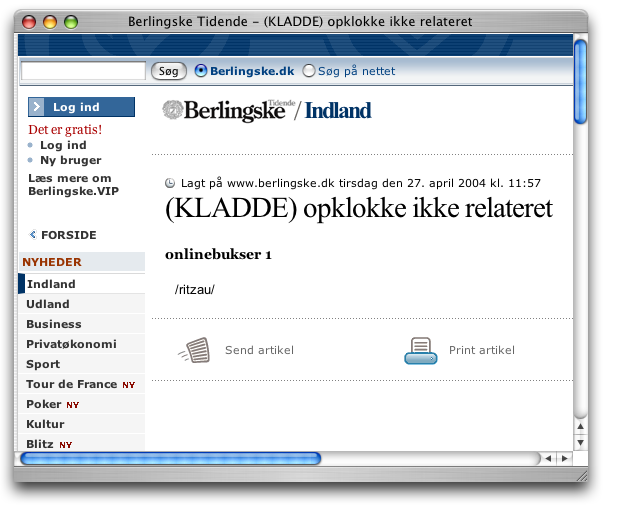 Berlingske Tidende – (KLADDE) opklokke ikke relateret
Søg Berlingske.dk Søg på nettet
Log ind
Det er gratis!
Log ind
Ny bruger
Læs mere om
Berlingske.VIP
FORSIDE
NYHEDER
Indland
Udland
Business
Privatøkonomi
Sport
Tour de France NY
Poker NY
Kultur
Blitz NY
Berlingske Tidende / Indland
Lagt på www.berlingske.dk tirsdag den 27. april 2004 kl. 11:57
(KLADDE) opklokke ikke relateret
onlinebukser 1
/ritzau/
Send artikel
Print artikel